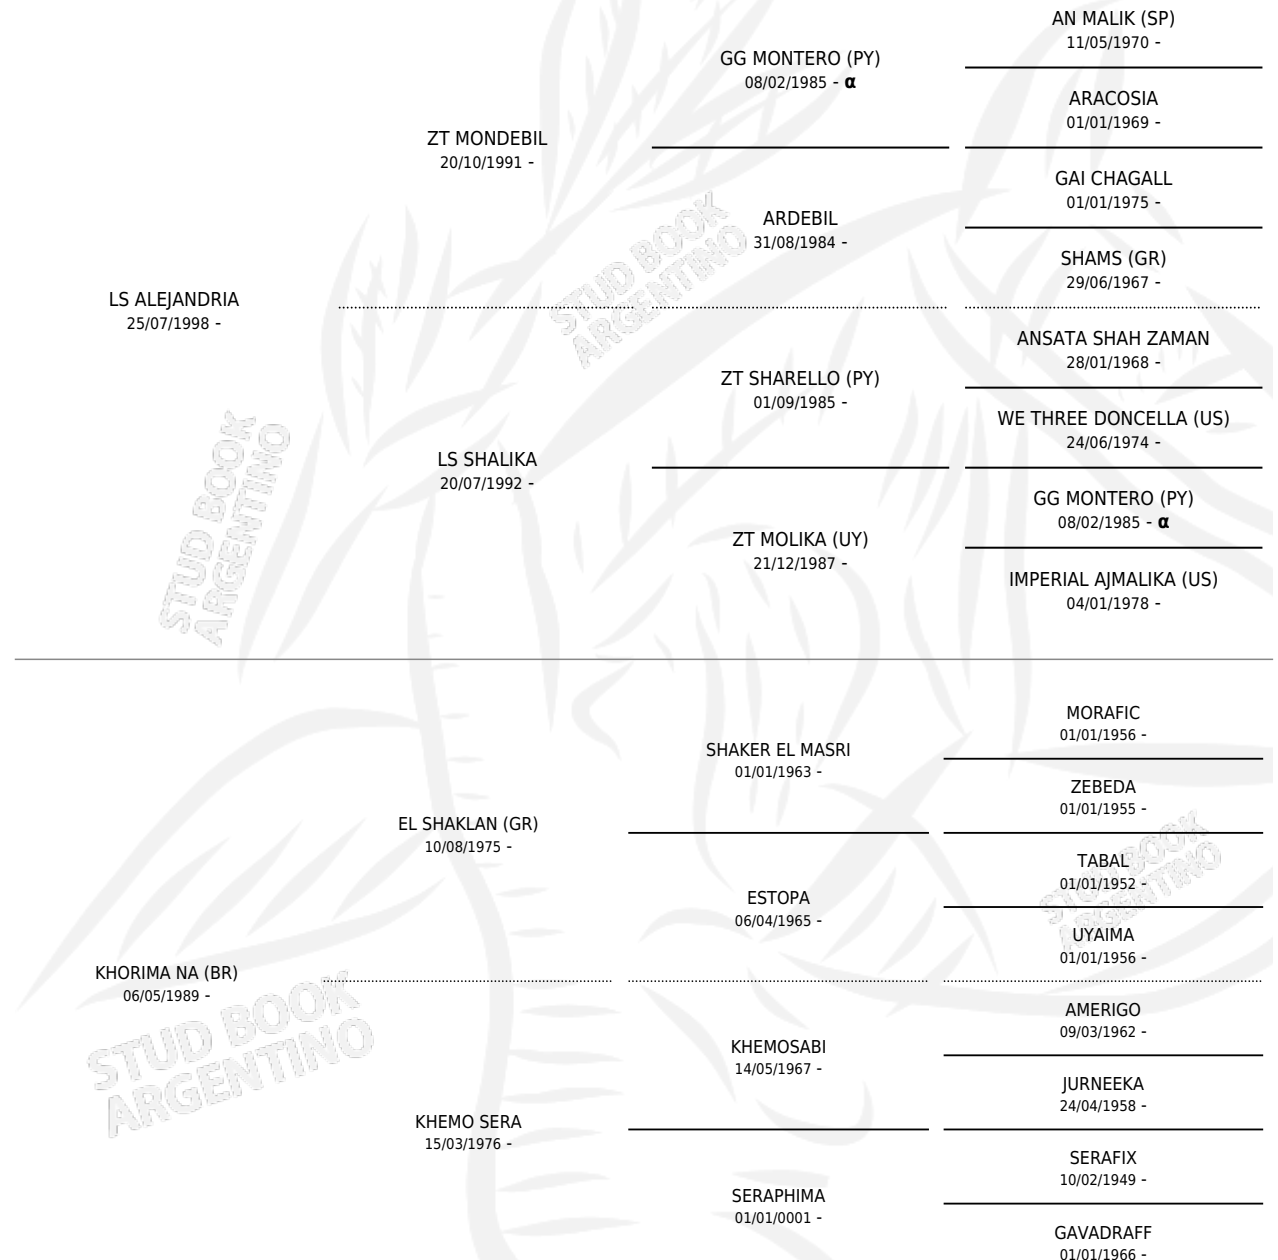 AN MALIK (SP)
11/05/1970 -
GG MONTERO (PY)
08/02/1985 - α
ARACOSIA
01/01/1969 -
ZT MONDEBIL
20/10/1991 -
GAI CHAGALL
01/01/1975 -
ARDEBIL
31/08/1984 -
SHAMS (GR)
29/06/1967 -
LS ALEJANDRIA
25/07/1998 -
ANSATA SHAH ZAMAN
28/01/1968 -
ZT SHARELLO (PY)
01/09/1985 -
WE THREE DONCELLA (US)
24/06/1974 -
LS SHALIKA
20/07/1992 -
GG MONTERO (PY)
08/02/1985 - α
ZT MOLIKA (UY)
21/12/1987 -
IMPERIAL AJMALIKA (US)
04/01/1978 -
STUD BOOK
ARGENTINO
STUD BOOK
ARGENTINO
MORAFIC
01/01/1956 -
SHAKER EL MASRI
01/01/1963 -
ZEBEDA
01/01/1955 -
EL SHAKLAN (GR)
10/08/1975 -
TABAL
01/01/1952 -
ESTOPA
06/04/1965 -
UYAIMA
01/01/1956 -
KHORIMA NA (BR)
06/05/1989 -
AMERIGO
09/03/1962 -
KHEMOSABI
14/05/1967 -
JURNEEKA
24/04/1958 -
KHEMO SERA
15/03/1976 -
SERAFIX
10/02/1949 -
SERAPHIMA
01/01/0001 -
GAVADRAFF
01/01/1966 -
STUD BOOK
ARGENTINO
STUD BOOK
ARGENTINO